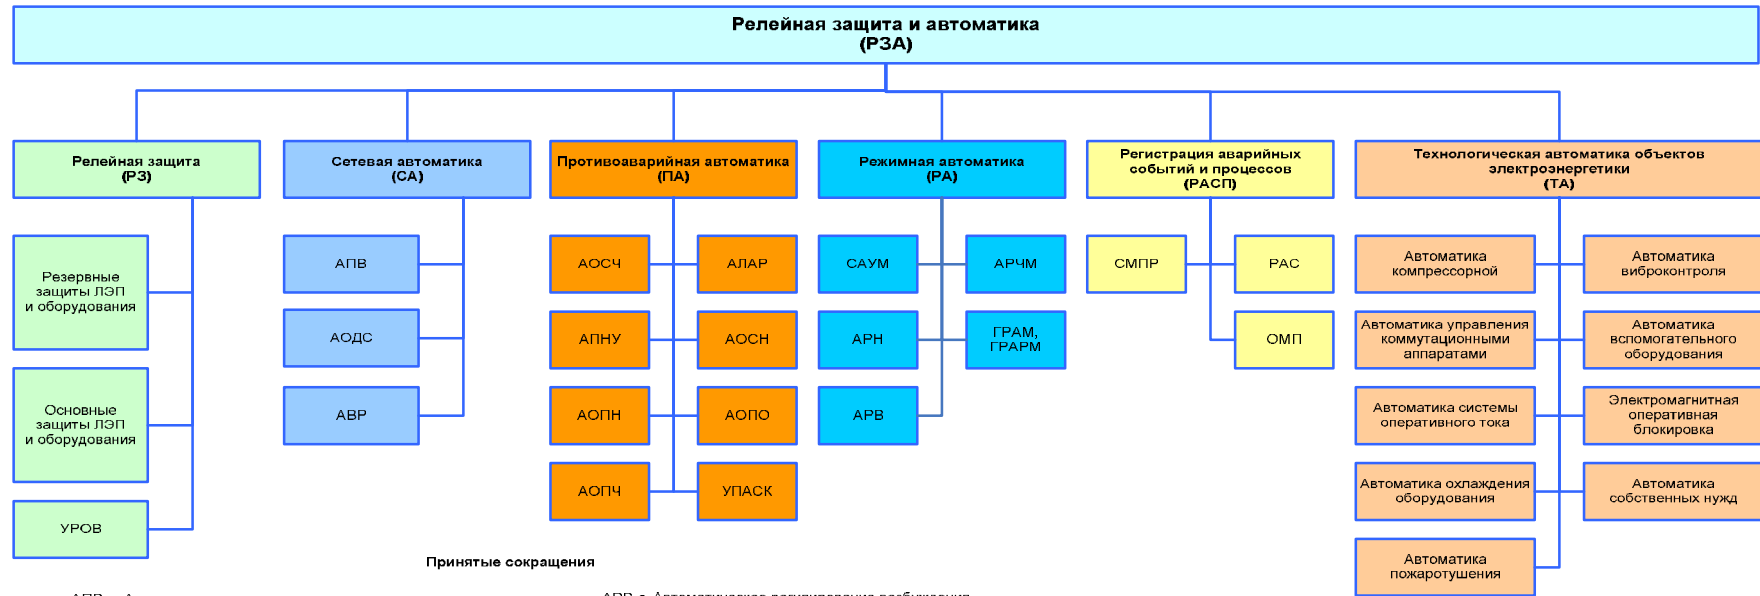 Релейная защита и автоматика
(РЗА)
Релейная защита
(РЗ)
Резервные
защиты ЛЭП
и оборудования
Основные
защиты ЛЭП
и оборудования
УРОВ
Сетевая автоматика
(СА)
АПВ
АОДС
АВР
Противоаварийная автоматика
(ПА)
АОСЧ
АЛАР
АПНУ
АОСН
АОПН
АОПО
АОПЧ
УПАСК
Режимная автоматика
(РА)
САУМ
АРЧМ
АРН
ГРАМ,
ГРАРМ
АРВ
Регистрация аварийных
событий и процессов
(РАСП)
СМПР
РАС
ОМП
Технологическая автоматика объектов
электроэнергетики
(ТА)
Автоматика
компрессорной
Автоматика
виброконтроля
Автоматика управления
коммутационными
аппаратами
Автоматика
вспомогательного
оборудования
Автоматика системы
оперативного тока
Электромагнитная
оперативная
блокировка
Автоматика охлаждения
оборудования
Автоматика
собственных нужд
Автоматика
пожаротушения
Принятые сокращения